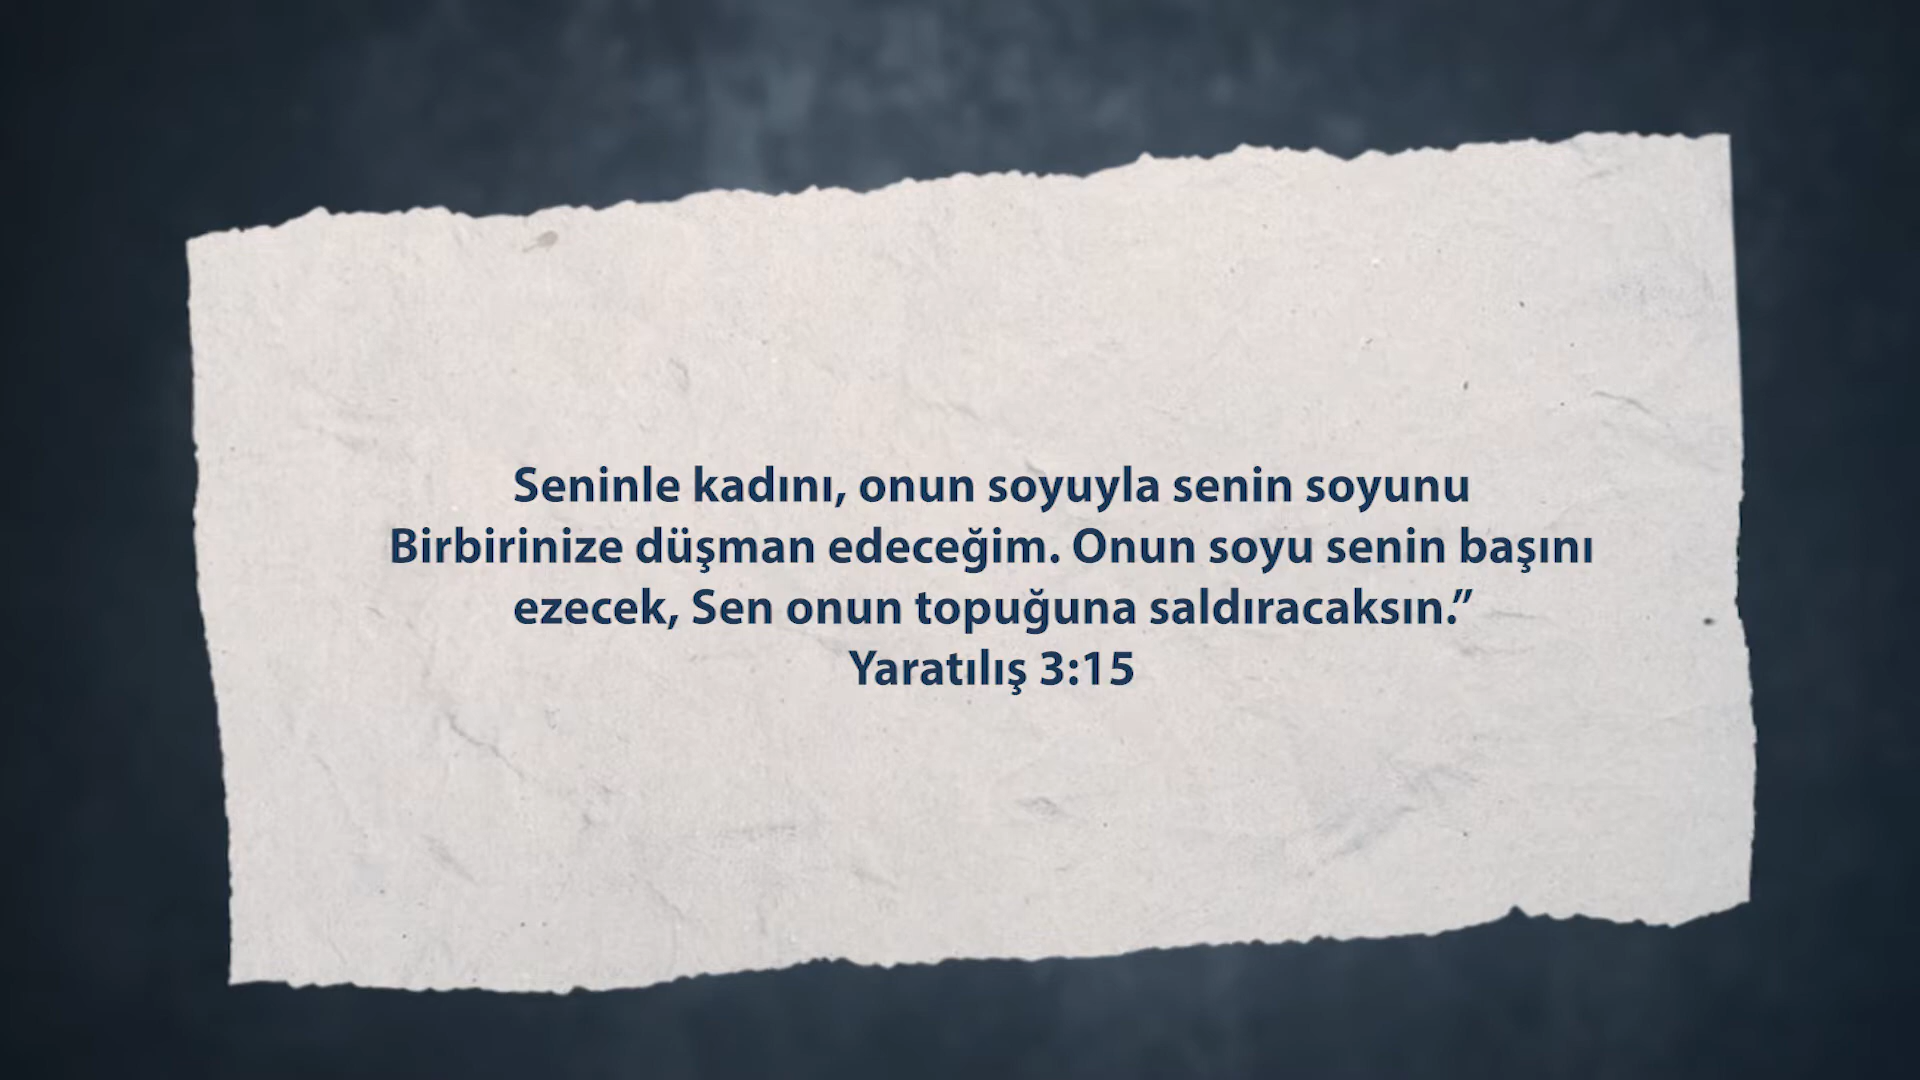 Seninle kadını, onun soyuyla senin soyunu
Birbirinize düşman edeceğim. Onun soyu senin başını
ezecek, Sen onun topuğuna saldıracaksın.”
Yaratılış 3:15